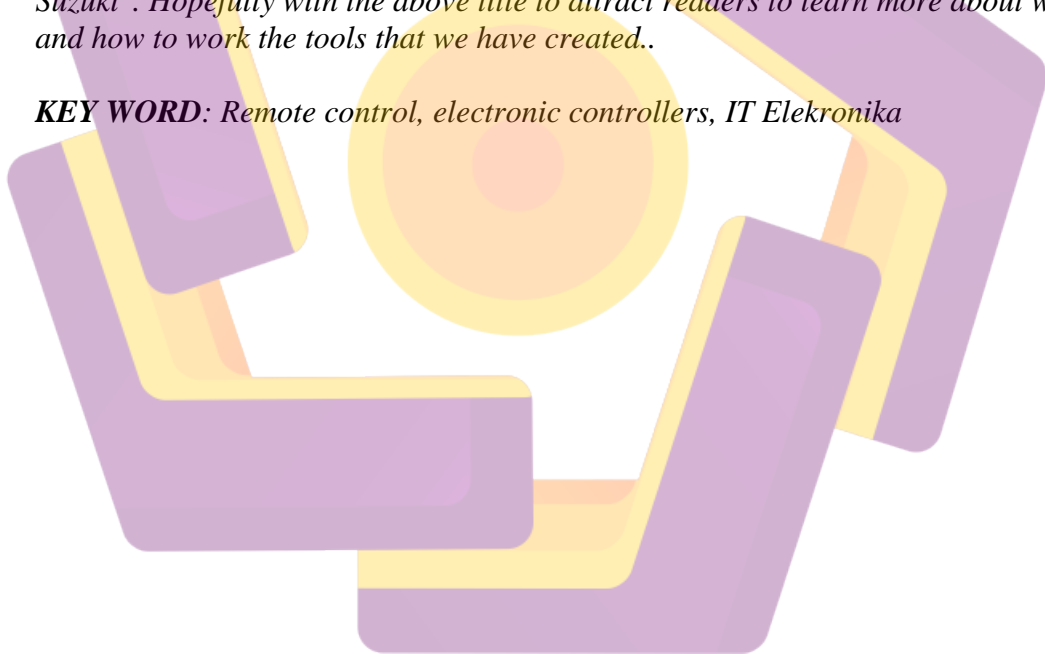 Suzuki". Hopefully with the above title to attract readers to learn more about
and how to work the tools that we have created..
KEY WORD: Remote control, electronic controllers, IT Elekronika